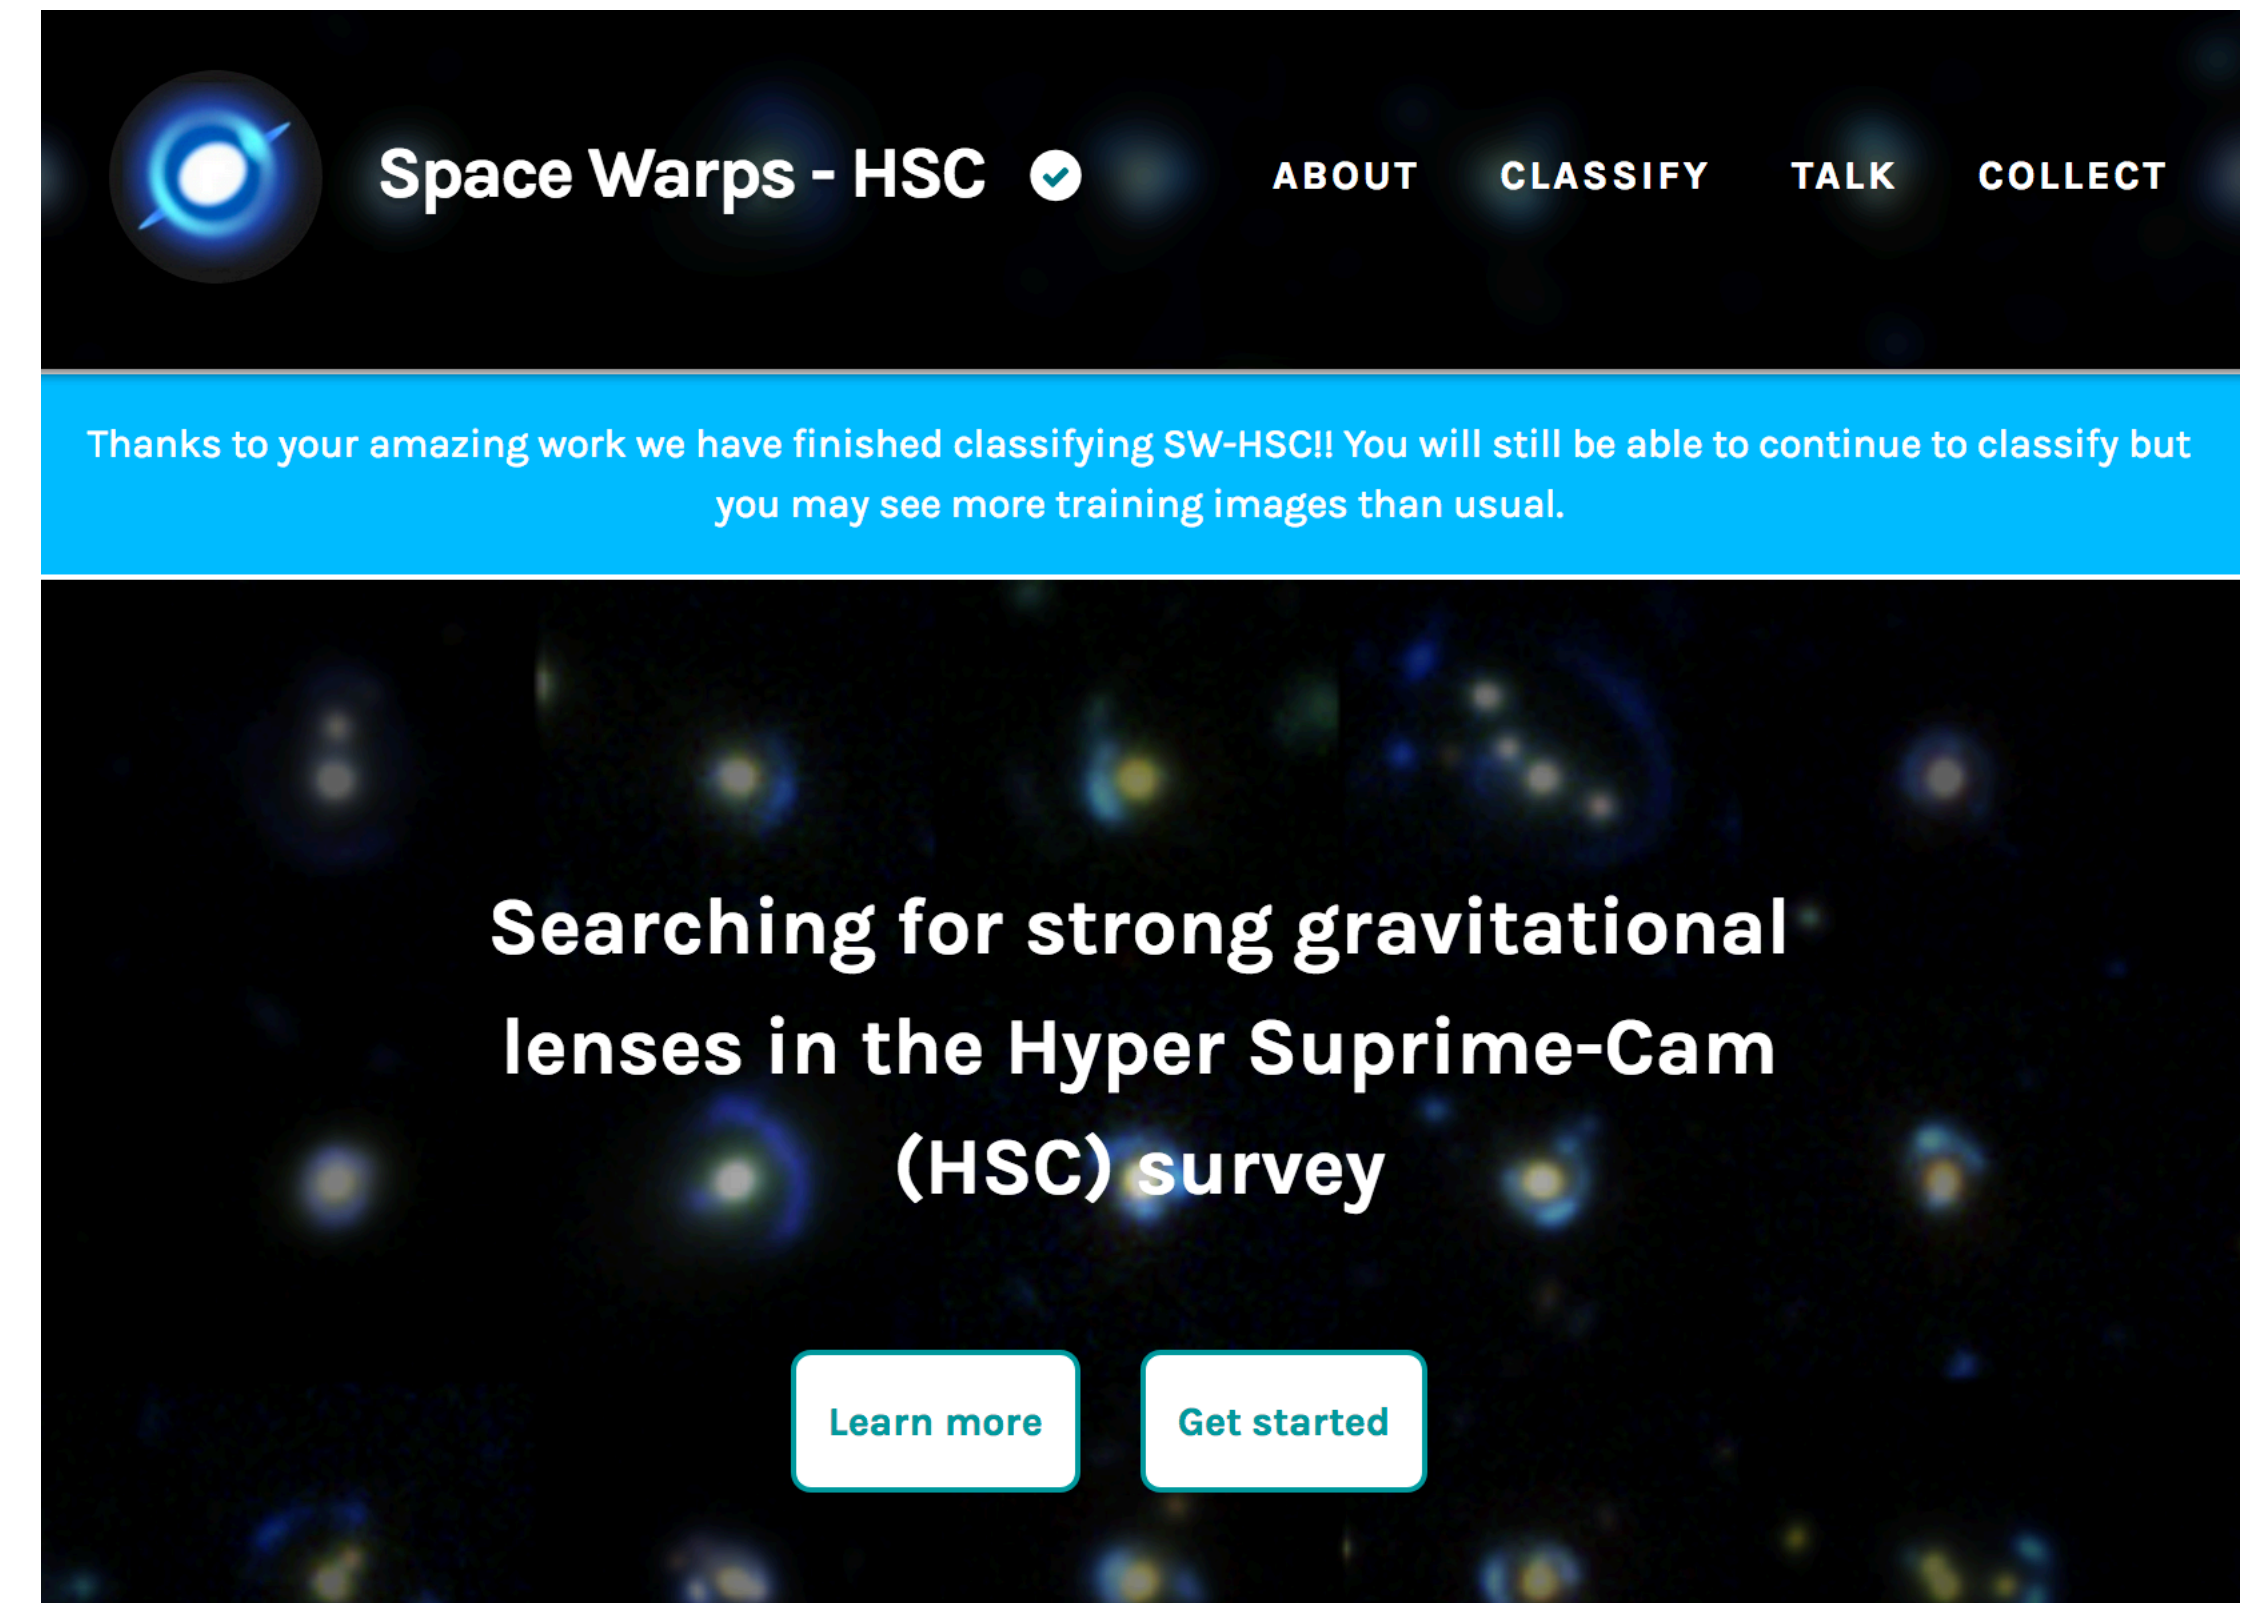 Space Warps - HSC
ABOUT
CLASSIFY
TALK
COLLECT
Thanks to your amazing work we have finished classifying SW-HSC!! You will still be able to continue to classify but
you may see more training images than usual.
Searching for strong gravitational
lenses in the Hyper Suprime-Cam
(HSC) survey
Learn more
Get started